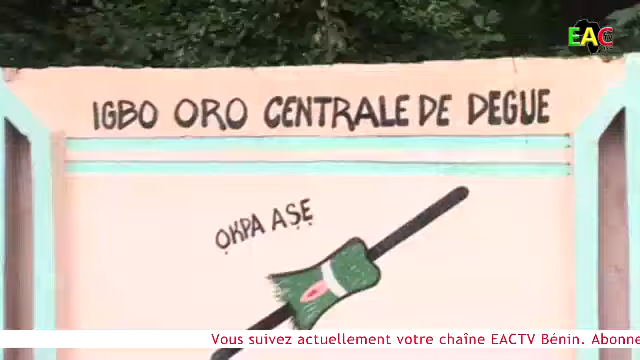 EAC
IGBO ORO CENTRALE DE DEGUE
ỌKPA AṢẸ
Vous suivez actuellement votre chaîne EACTV Bénin. Abonne